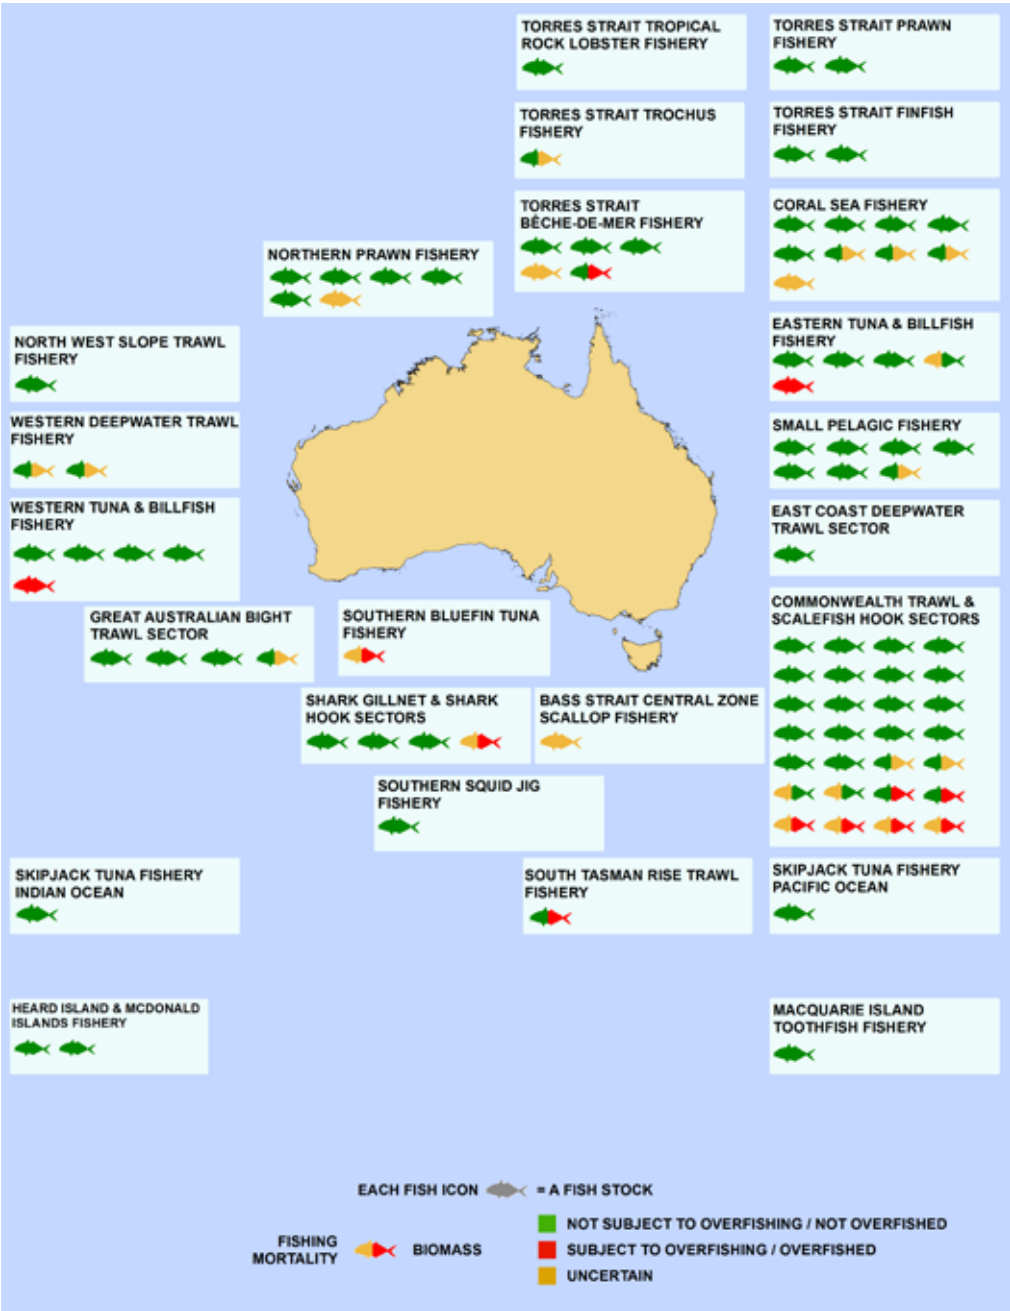 TORRES STRAIT TROPICAL
ROCK LOBSTER FISHERY
TORRES STRAIT PRAWN
FISHERY
TORRES STRAIT TROCHUS
FISHERY
TORRES STRAIT FINFISH
FISHERY
TORRES STRAIT
BÊCHE-DE-MER FISHERY
CORAL SEA FISHERY
NORTHERN PRAWN FISHERY
NORTH WEST SLOPE TRAWL
FISHERY
EASTERN TUNA & BILLFISH
FISHERY
WESTERN DEEPWATER TRAWL
FISHERY
SMALL PELAGIC FISHERY
WESTERN TUNA & BILLFISH
FISHERY
EAST COAST DEEPWATER
TRAWL SECTOR
GREAT AUSTRALIAN BIGHT
TRAWL SECTOR
SOUTHERN BLUEFIN TUNA
FISHERY
COMMONWEALTH TRAWL &
SCALEFISH HOOK SECTORS
SHARK GILLNET & SHARK
HOOK SECTORS
BASS STRAIT CENTRAL ZONE
SCALLOP FISHERY
SOUTHERN SQUID JIG
FISHERY
SKIPJACK TUNA FISHERY
INDIAN OCEAN
SOUTH TASMAN RISE TRAWL
FISHERY
SKIPJACK TUNA FISHERY
PACIFIC OCEAN
HEARD ISLAND & MCDONALD
ISLANDS FISHERY
MACQUARIE ISLAND
TOOTHFISH FISHERY
EACH FISH ICON = A FISH STOCK
FISHING
MORTALITY
BIOMASS
NOT SUBJECT TO OVERFISHING / NOT OVERFISHED
SUBJECT TO OVERFISHING / OVERFISHED
UNCERTAIN